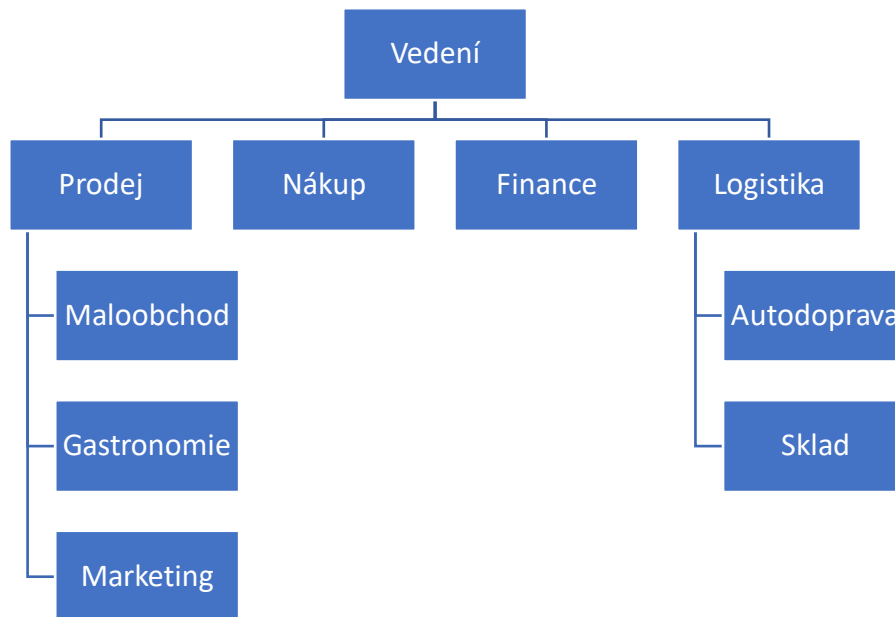 Vedení
Prodej
Nákup
Finance
Logistika
Maloobchod
Autodoprava
Gastronomie
Sklad
Marketing